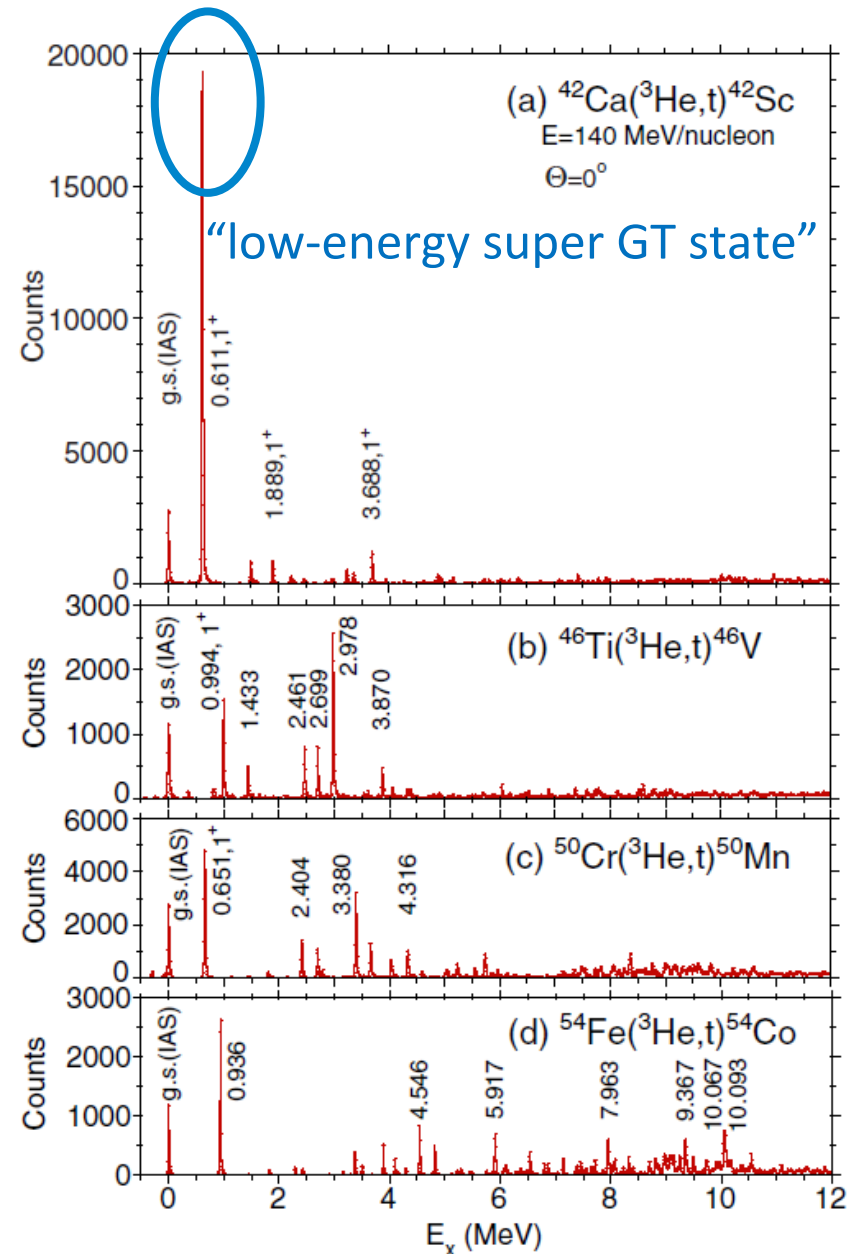 20000
(a) ⁴²Ca(³He,t)⁴²Sc
E=140 MeV/nucleon
Θ=0°
15000
“low-energy super GT state”
Counts
10000
g.s.(IAS)
0.611,1⁺
5000
1.889,1⁺
3.688,1⁺
0
3000
g.s.(IAS)
0.994, 1⁺
1.433
2.461
2.699
2.978
3.870
(b) ⁴⁶Ti(³He,t)⁴⁶V
2000
Counts
1000
0
6000
g.s.(IAS)
0.651,1⁺
2.404
3.380
4.316
(c) ⁵⁰Cr(³He,t)⁵⁰Mn
4000
Counts
2000
0
3000
g.s.(IAS)
0.936
4.546
5.917
7.963
9.367
10.067
10.093
(d) ⁵⁴Fe(³He,t)⁵⁴Co
2000
Counts
1000
0
0 2 4 6 8 10 12
Eₓ (MeV)